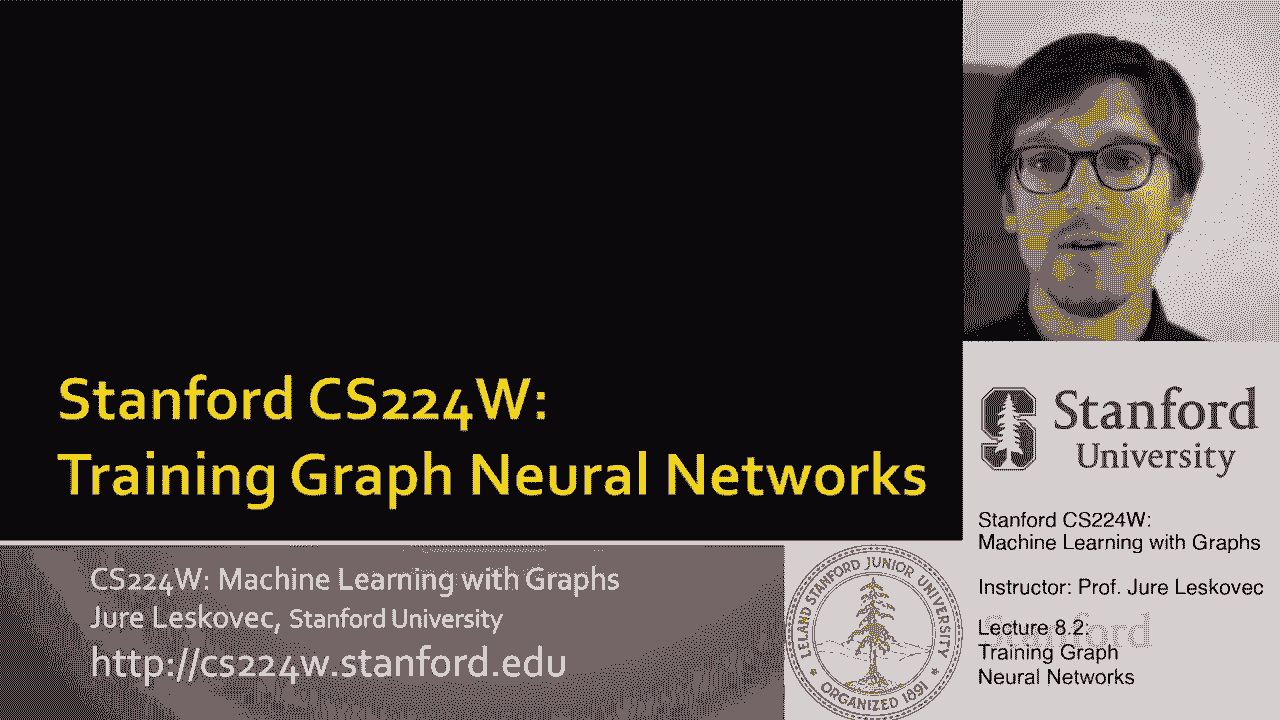 Stanford CS224W:
Training Graph Neural Networks
CS224W: Machine Learning with Graphs
Jure Leskovec, Stanford University
http://cs224w.stanford.edu
LELAND STANFORD JUNIOR UNIVERSITY
ORGANIZED 1891
Stanford
University
Stanford CS224W:
Machine Learning with Graphs
Instructor: Prof. Jure Leskovec
Lecture 8.2:
Training Graph
Neural Networks
Stanford